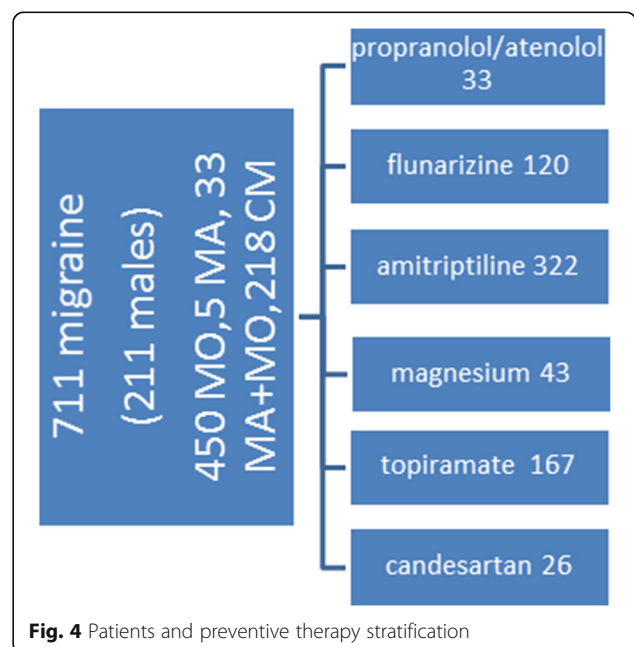 711 migraine
(211 males)
450 MO,5 MA, 33
MA+MO,218 CM
propranolol/atenolol
33
flunarizine 120
amitriptiline 322
magnesium 43
topiramate 167
candesartan 26
Fig. 4 Patients and preventive therapy stratification